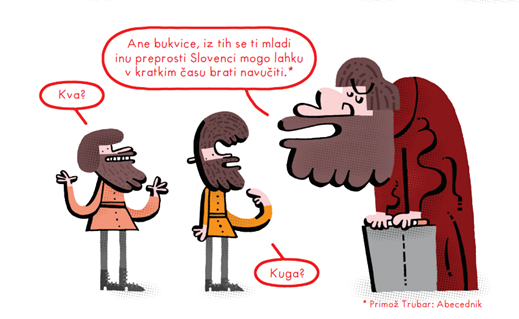 Ane bukvice, iz tih se ti mladi
inu preprosti Slovenci mogo lahku
v kratkim času brati navučiti.*
Kva?
Kuga?
* Primož Trubar: Abecednik